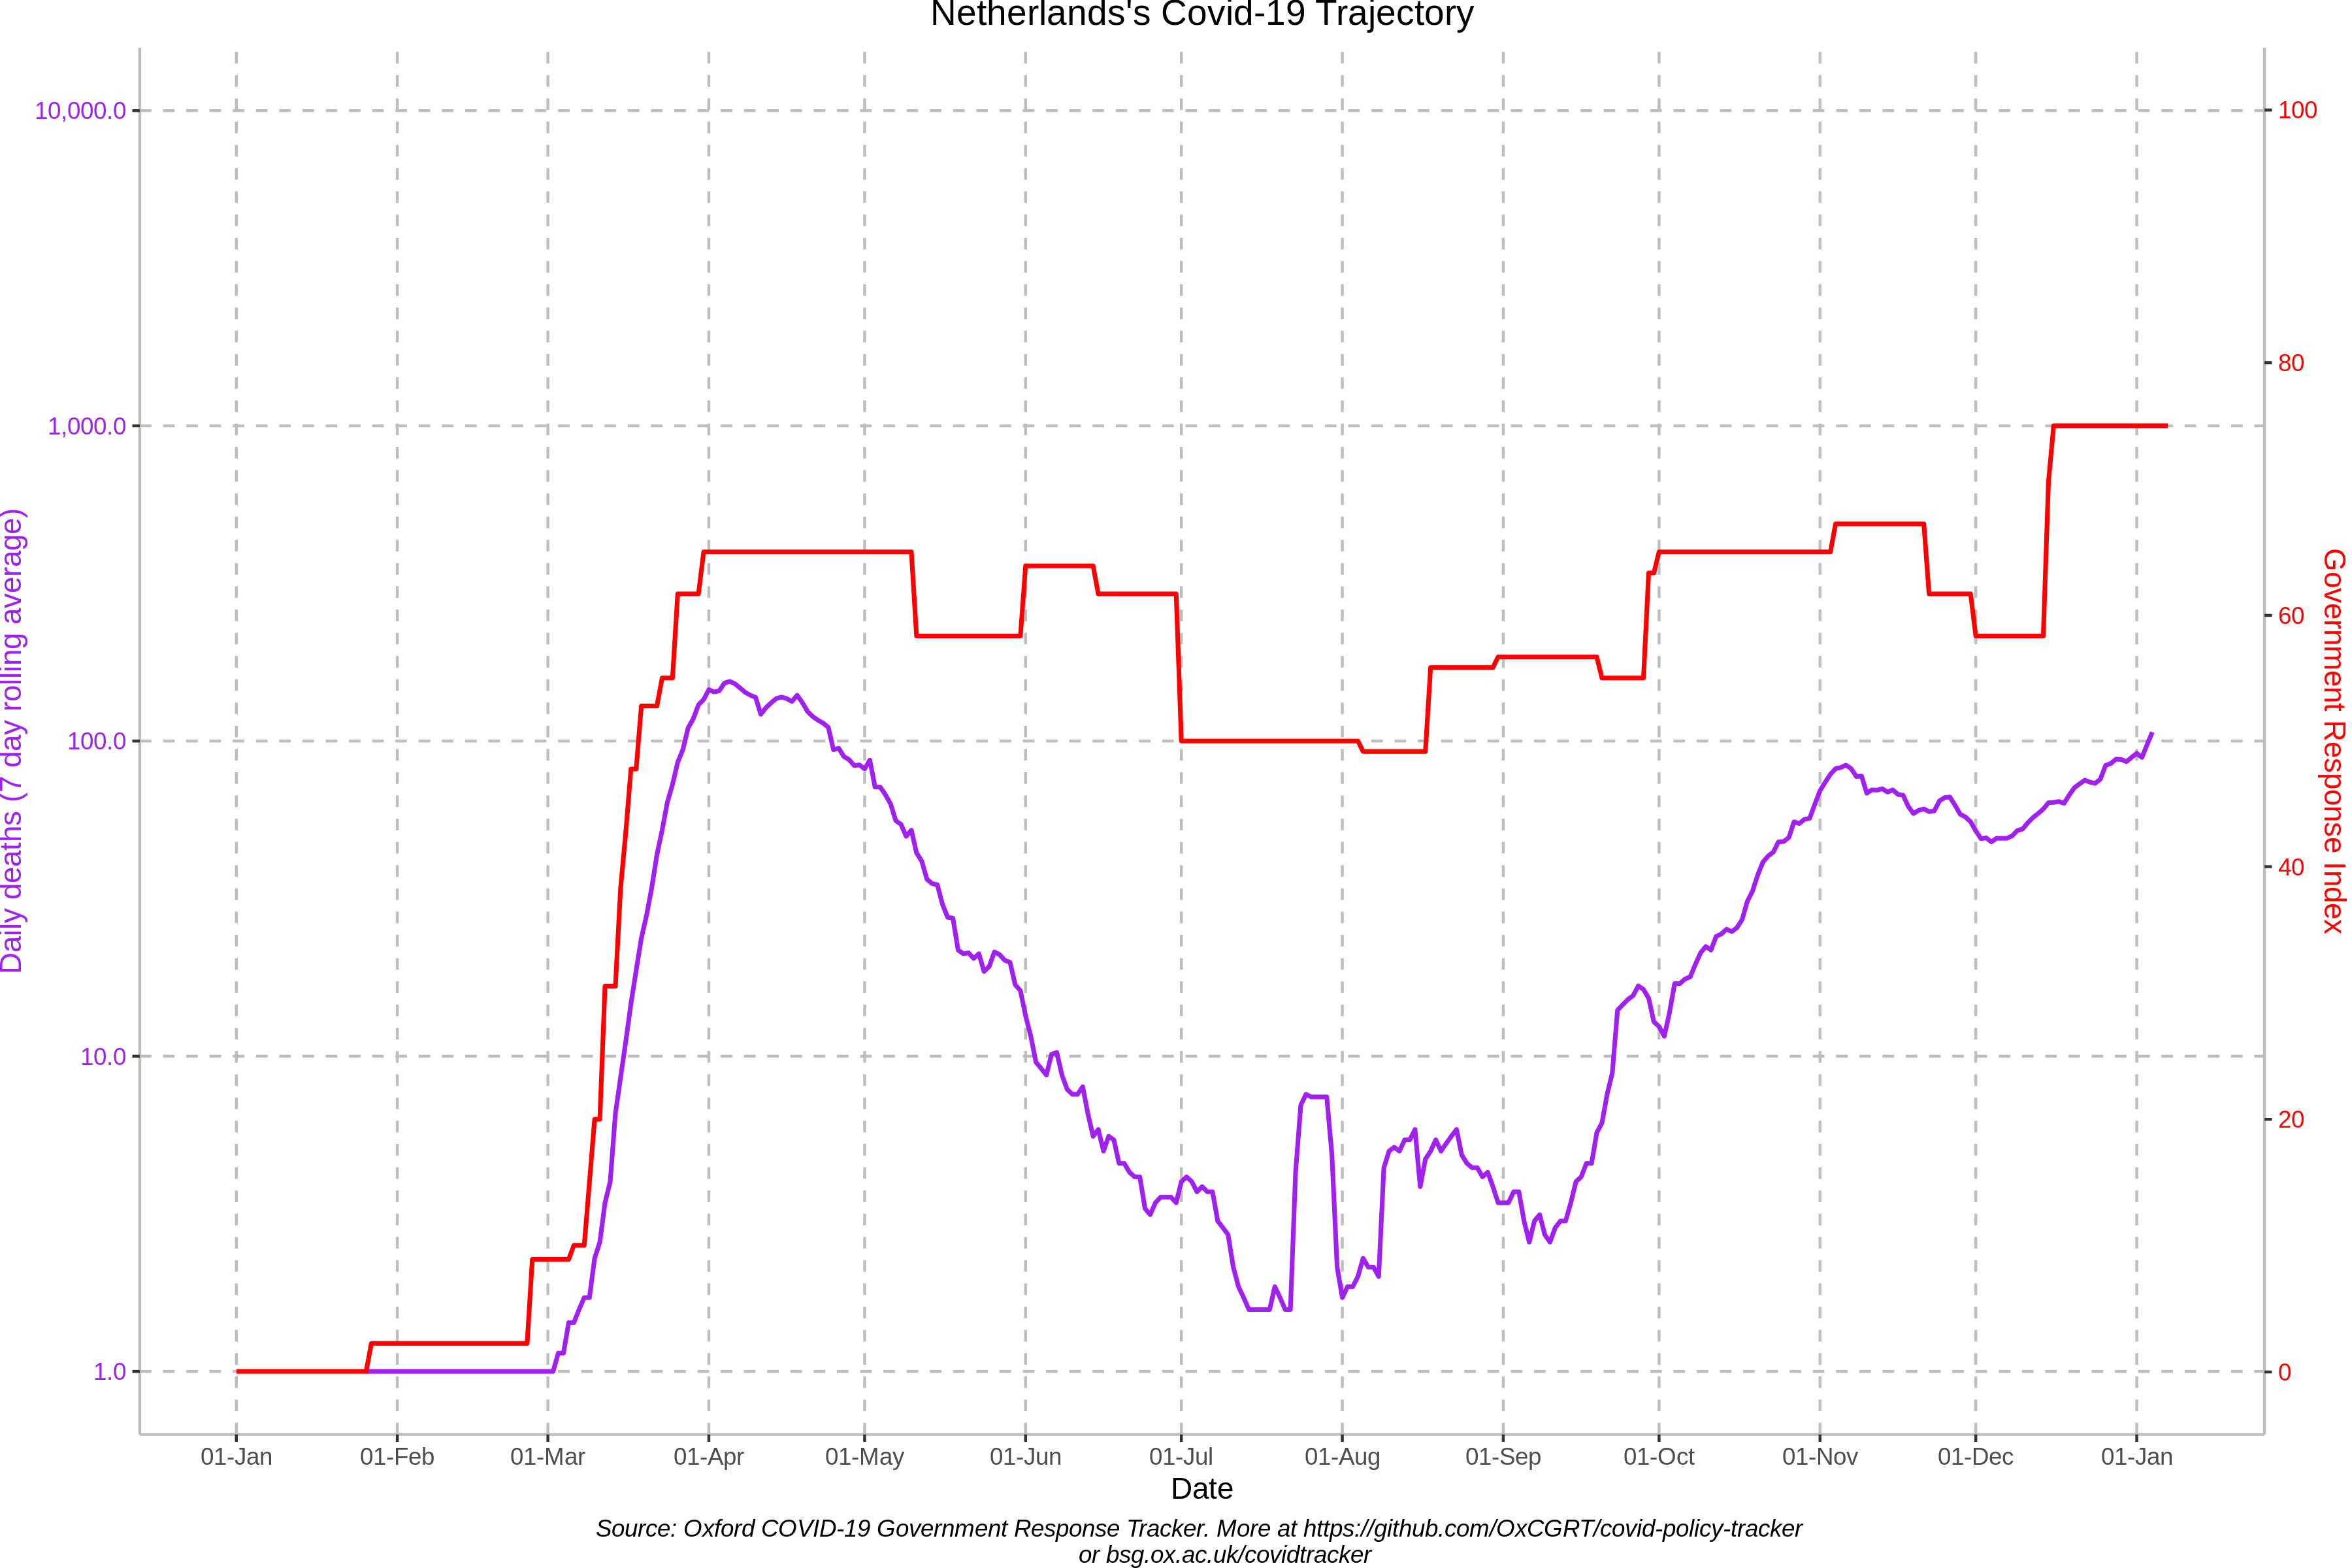 Netherlands's Covid-19 Trajectory
10,000.0
1,000.0
100.0
10.0
1.0
Daily deaths (7 day rolling average)
100
80
60
40
20
0
Government Response Index
01-Jan 01-Feb 01-Mar 01-Apr 01-May 01-Jun 01-Jul 01-Aug 01-Sep 01-Oct 01-Nov 01-Dec 01-Jan
Date
Source: Oxford COVID-19 Government Response Tracker. More at https://github.com/OxCGRT/covid-policy-tracker
or bsg.ox.ac.uk/covidtracker